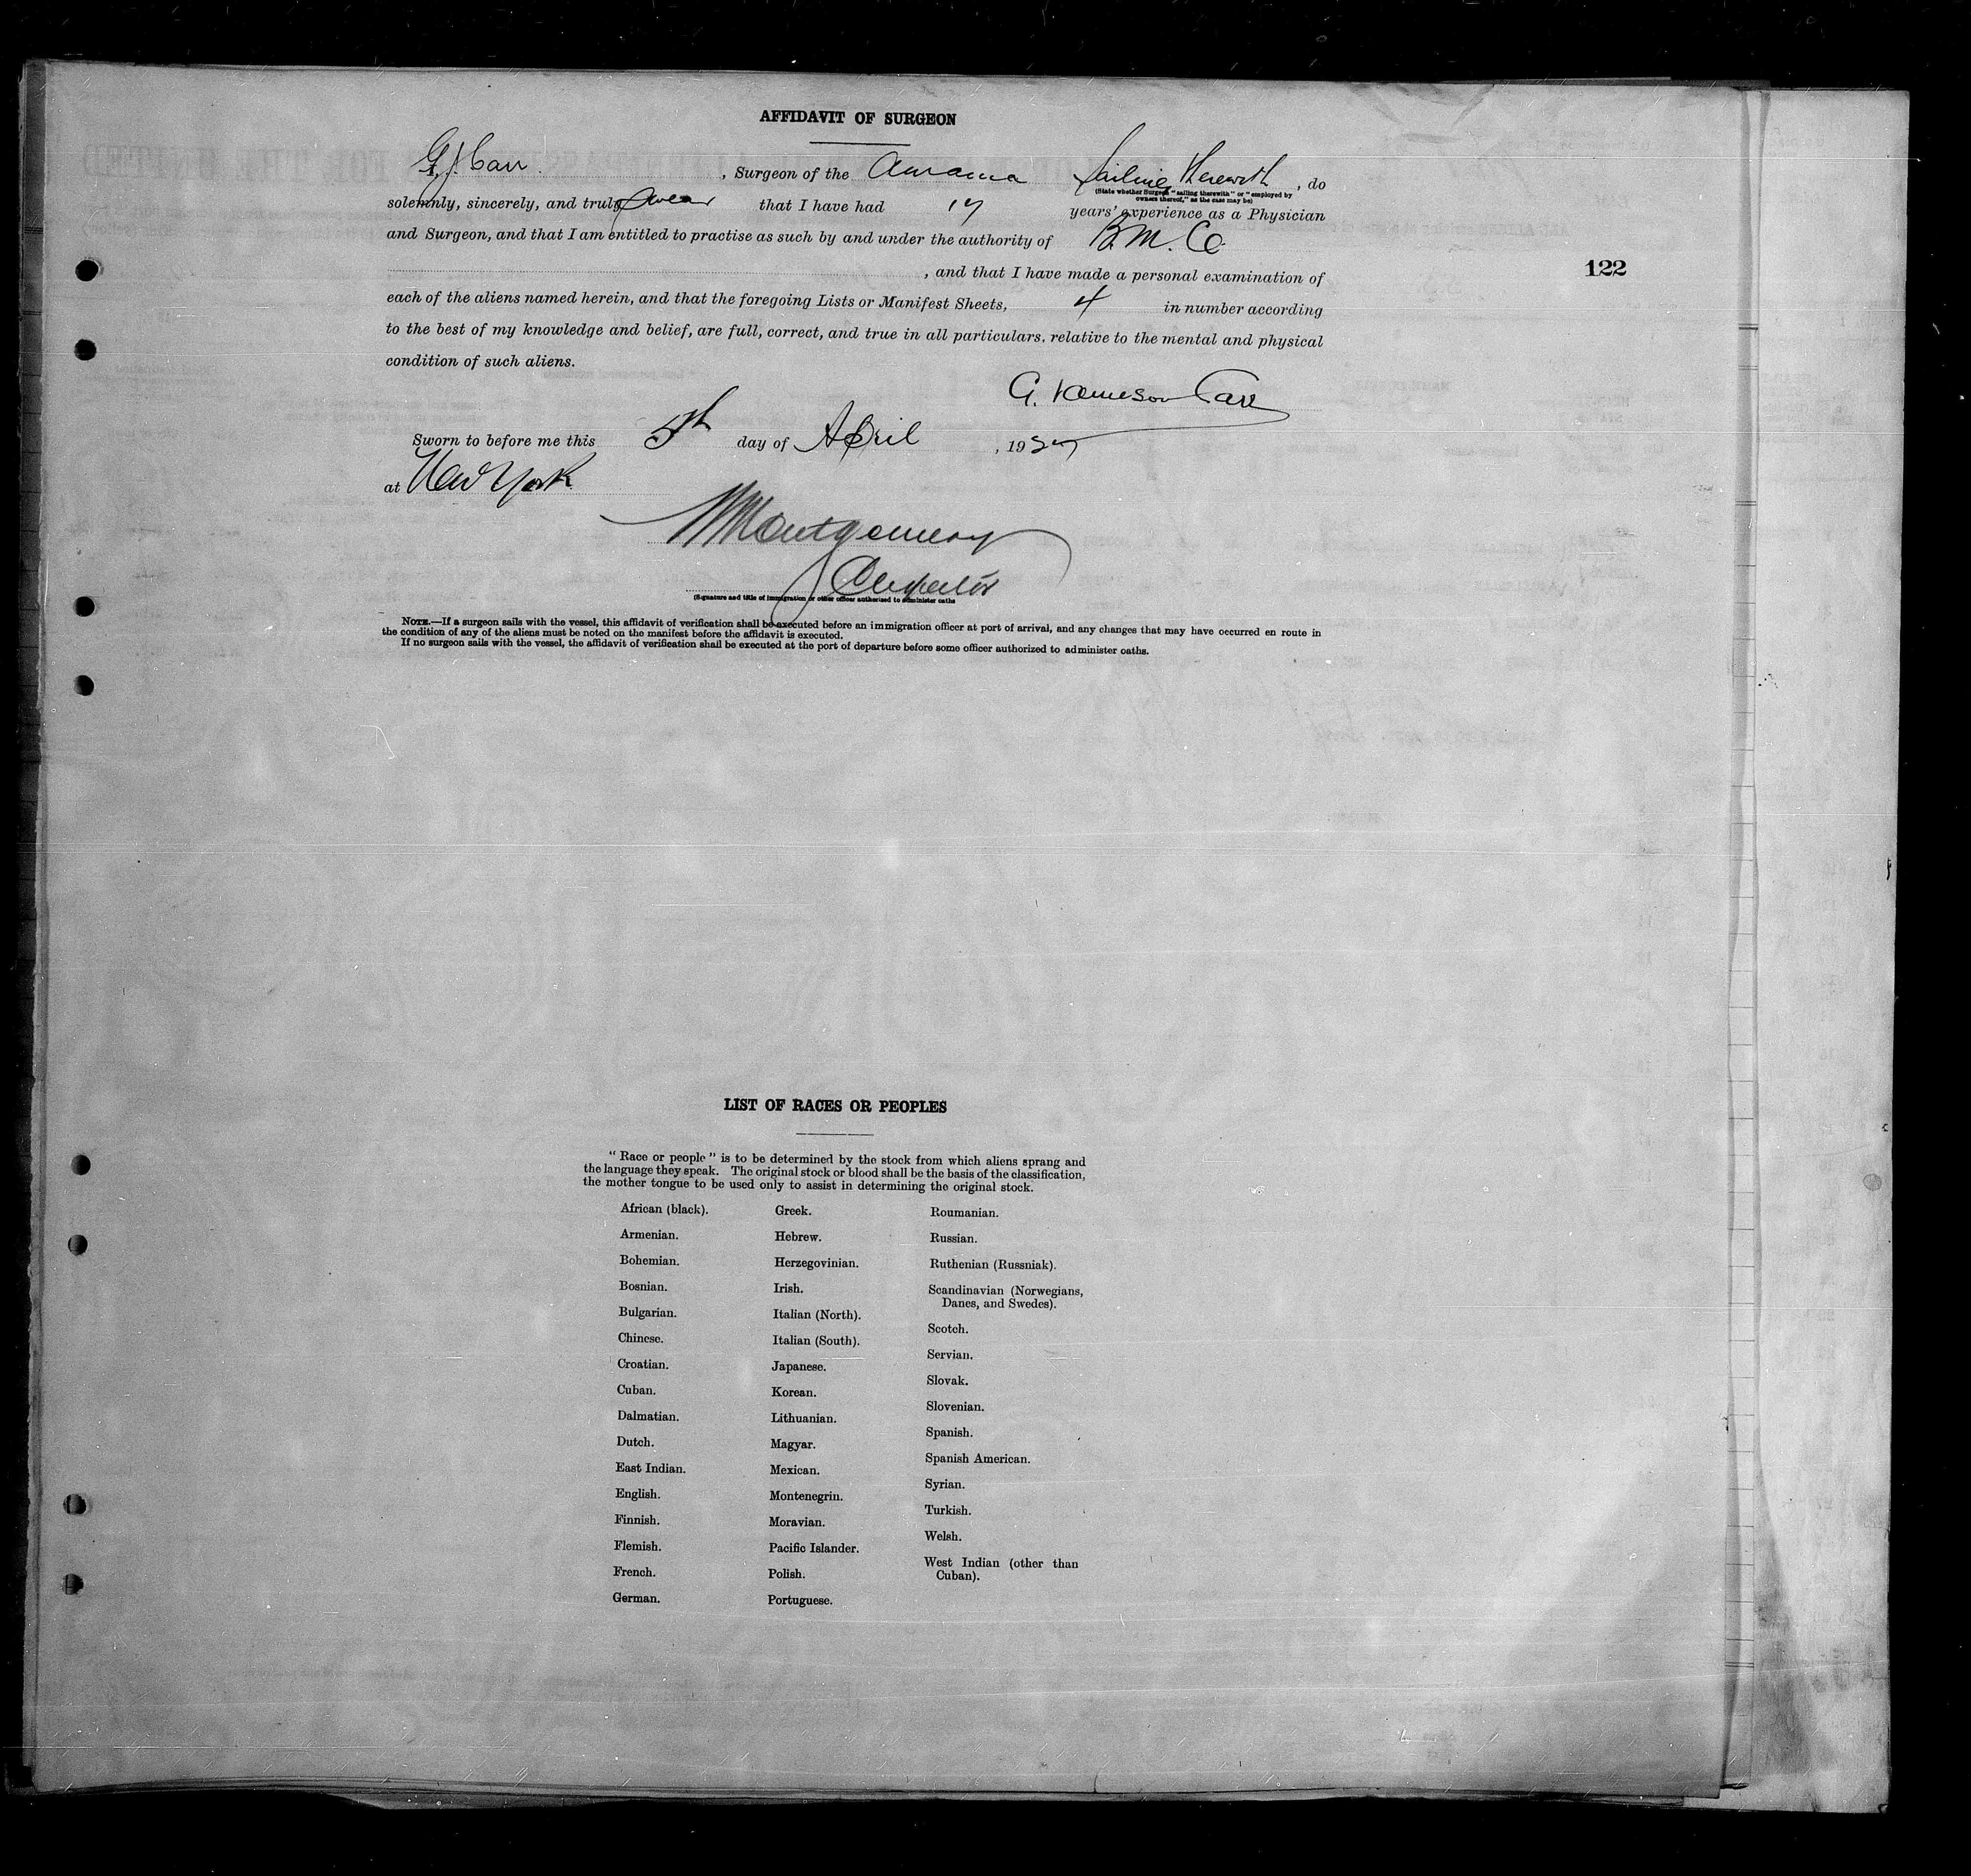 AFFIDAVIT OF SURGEON
G.J. Carr, Surgeon of the Aurania Sailing Therewith, do
(State whether Surgeon "sailing therewith" or "employed by
owners thereof," as the case may be)
solemnly, sincerely, and truly swear that I have had 17 years' experience as a Physician
and Surgeon, and that I am entitled to practise as such by and under the authority of B.M.C.
, and that I have made a personal examination of
122
each of the aliens named herein, and that the foregoing Lists or Manifest Sheets, 4 in number according
to the best of my knowledge and belief, are full, correct, and true in all particulars. relative to the mental and physical
condition of such aliens.
G. Jameson Carr
Sworn to before me this 5th day of April, 1927
at New York
Montgomery
Inspector
(Signature and title of immigration or other officer authorised to administer oaths
NOTE.—If a surgeon sails with the vessel, this affidavit of verification shall be executed before an immigration officer at port of arrival, and any changes that may have occurred en route in
the condition of any of the aliens must be noted on the manifest before the affidavit is executed.
If no surgeon sails with the vessel, the affidavit of verification shall be executed at the port of departure before some officer authorized to administer oaths.
LIST OF RACES OR PEOPLES
"Race or people" is to be determined by the stock from which aliens sprang and
the language they speak. The original stock or blood shall be the basis of the classification,
the mother tongue to be used only to assist in determining the original stock.
African (black).
Armenian.
Bohemian.
Bosnian.
Bulgarian.
Chinese.
Croatian.
Cuban.
Dalmatian.
Dutch.
East Indian.
English.
Finnish.
Flemish.
French.
German.
Greek.
Hebrew.
Herzegovinian.
Irish.
Italian (North).
Italian (South).
Japanese.
Korean.
Lithuanian.
Magyar.
Mexican.
Montenegrin.
Moravian.
Pacific Islander.
Polish.
Portuguese.
Roumanian.
Russian.
Ruthenian (Russniak).
Scandinavian (Norwegians,
Danes, and Swedes).
Scotch.
Servian.
Slovak.
Slovenian.
Spanish.
Spanish American.
Syrian.
Turkish.
Welsh.
West Indian (other than
Cuban).